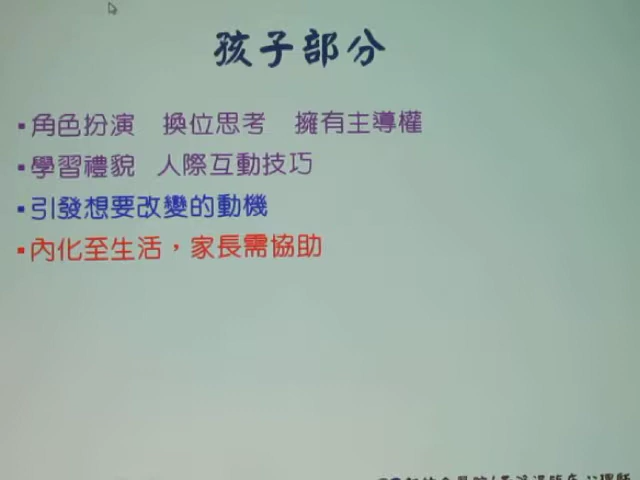 孩子部分
▪角色扮演 換位思考 擁有主導權
▪學習禮貌 人際互動技巧
▪引發想要改變的動機
▪內化至生活，家長需協助